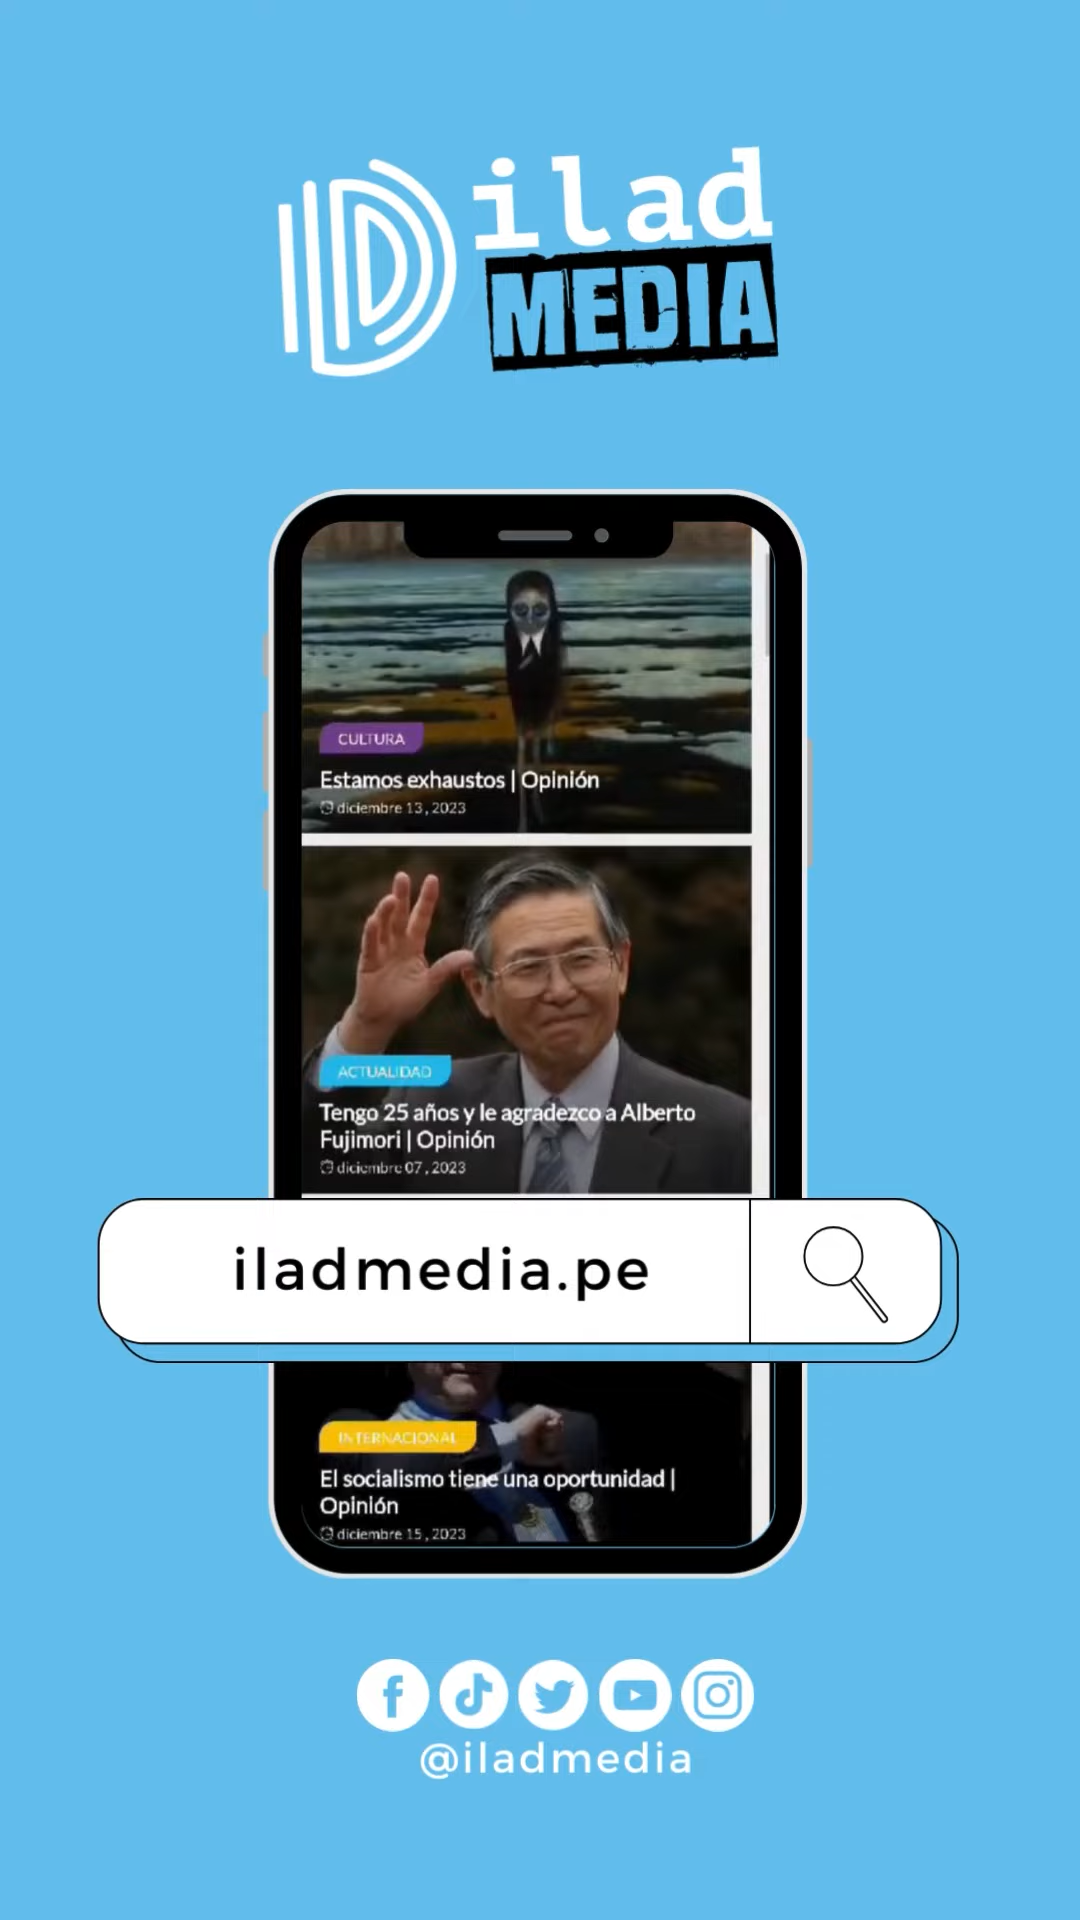 ilad
MEDIA
CULTURA
Estamos exhaustos | Opinión
diciembre 13, 2023
ACTUALIDAD
Tengo 25 años y le agradezco a Alberto
Fujimori | Opinión
diciembre 07, 2023
iladmedia.pe
INTERNACIONAL
El socialismo tiene una oportunidad |
Opinión
diciembre 15, 2023
@iladmedia